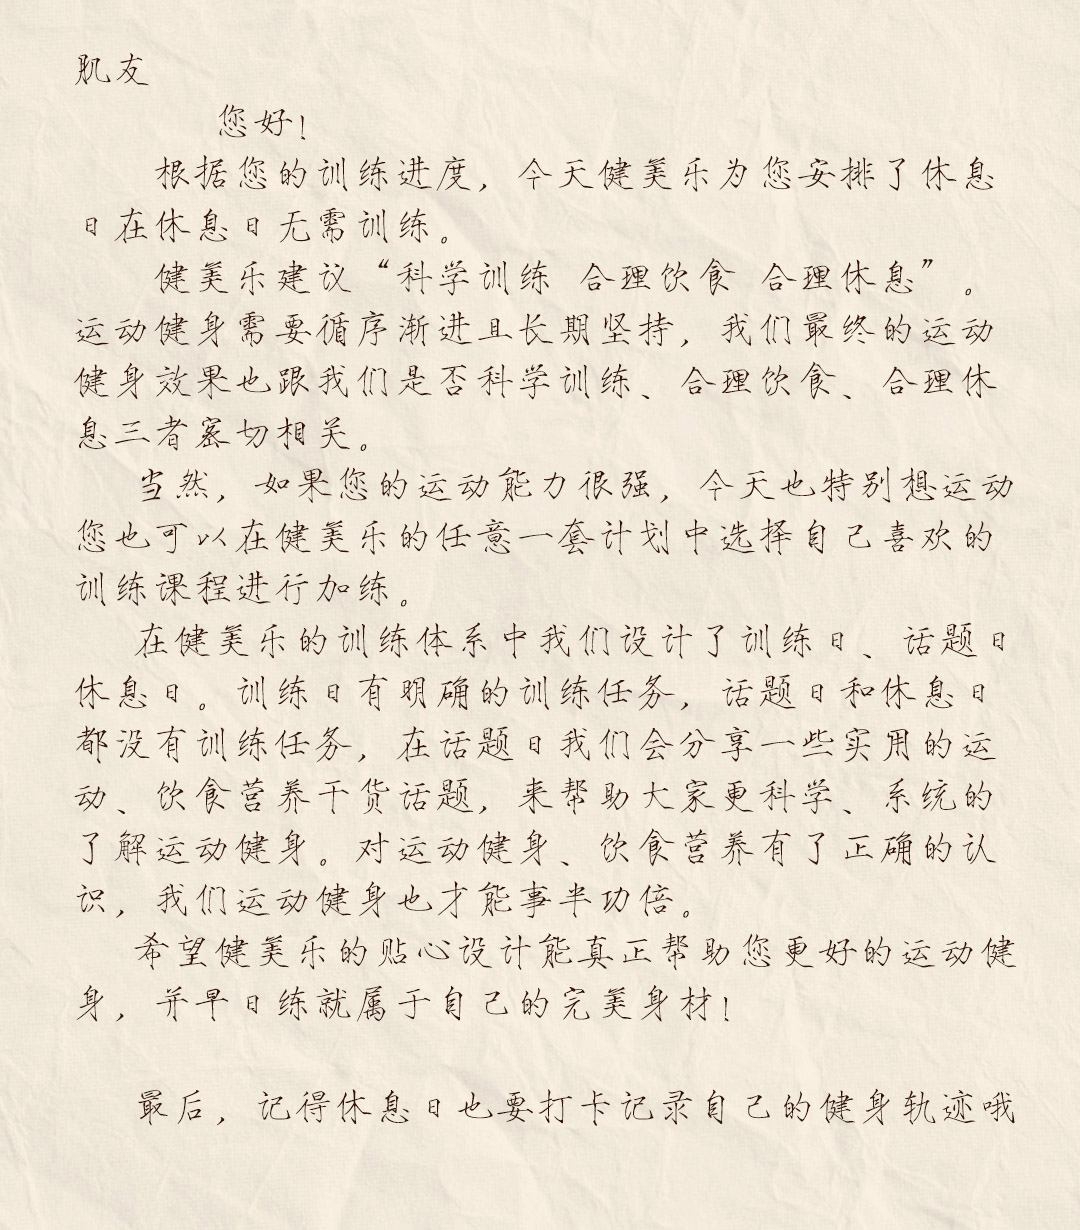 肌友
您好！
根据您的训练进度，今天健美乐为您安排了休息
日在休息日无需训练。
健美乐建议“科学训练 合理饮食 合理休息”。
运动健身需要循序渐进且长期坚持，我们最终的运动
健身效果也跟我们是否科学训练、合理饮食、合理休
息三者密切相关。
当然，如果您的运动能力很强，今天也特别想运动
您也可以在健美乐的任意一套计划中选择自己喜欢的
训练课程进行加练。
在健美乐的训练体系中我们设计了训练日、话题日
休息日。训练日有明确的训练任务，话题日和休息日
都没有训练任务，在话题日我们会分享一些实用的运
动、饮食营养干货话题，来帮助大家更科学、系统的
了解运动健身。对运动健身、饮食营养有了正确的认
识，我们运动健身也才能事半功倍。
希望健美乐的贴心设计能真正帮助您更好的运动健
身，并早日练就属于自己的完美身材！
最后，记得休息日也要打卡记录自己的健身轨迹哦